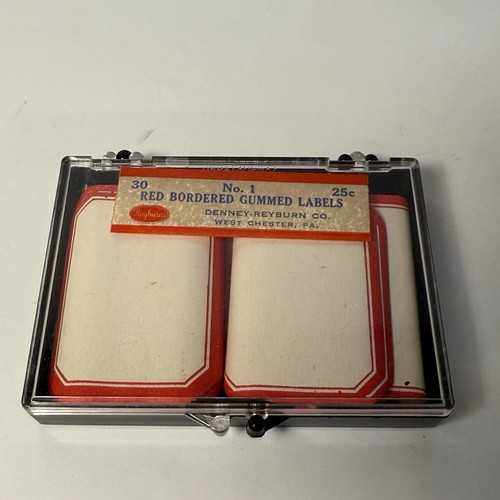 30 No. 1 25c
RED BORDERED GUMMED LABELS
Reyburn's
DENNEY-REYBURN CO.
WEST CHESTER, PA.